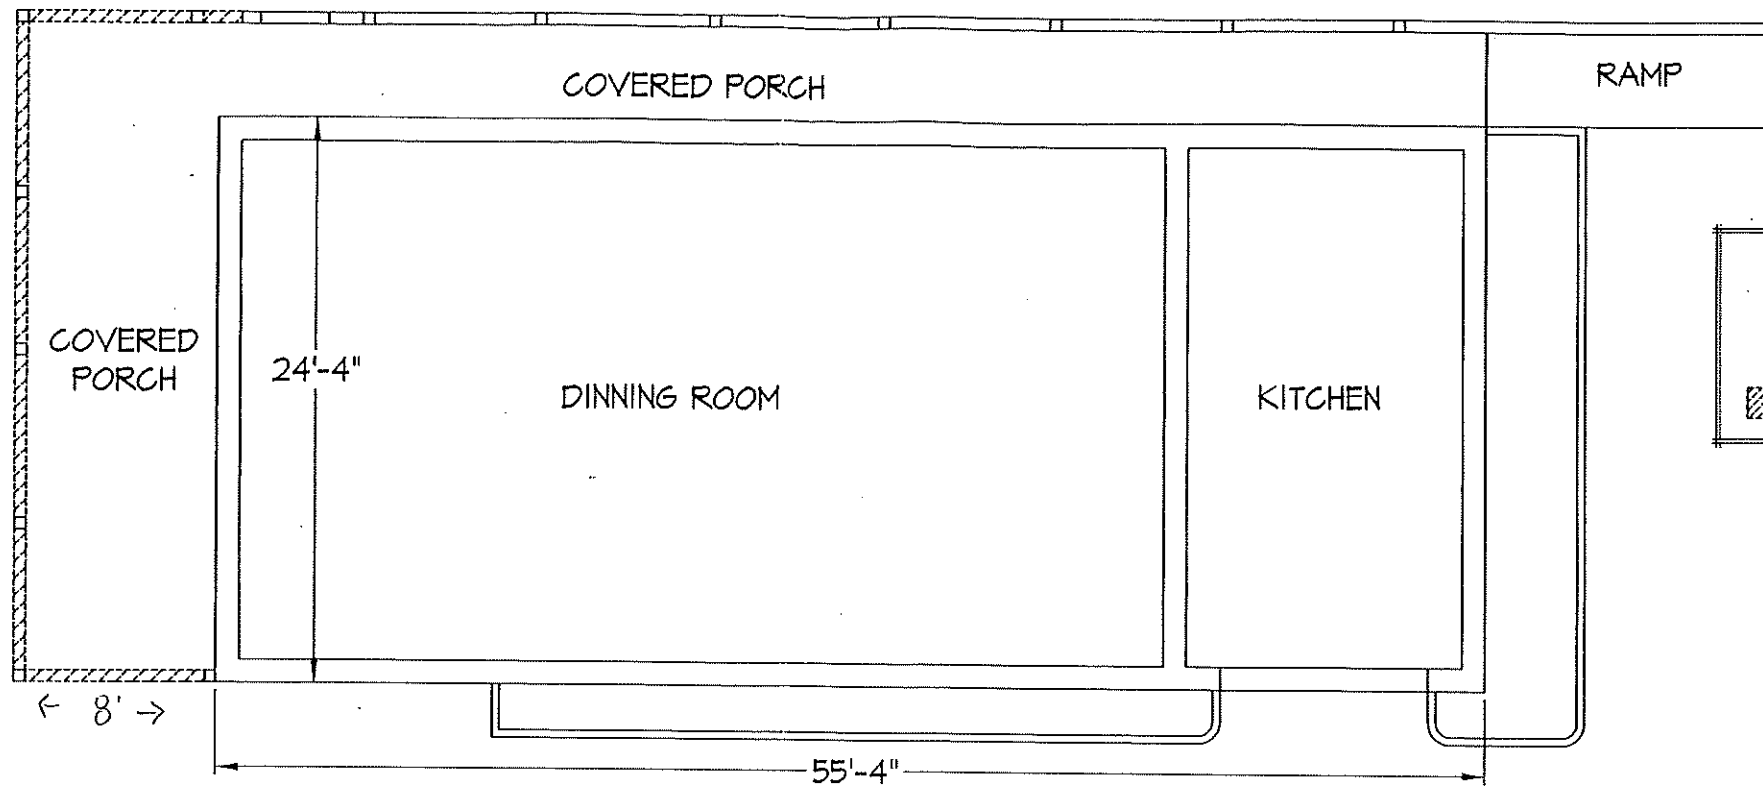 COVERED PORCH
RAMP
COVERED
PORCH
24'-4"
DINNING ROOM
KITCHEN
← 8' →
55'-4"